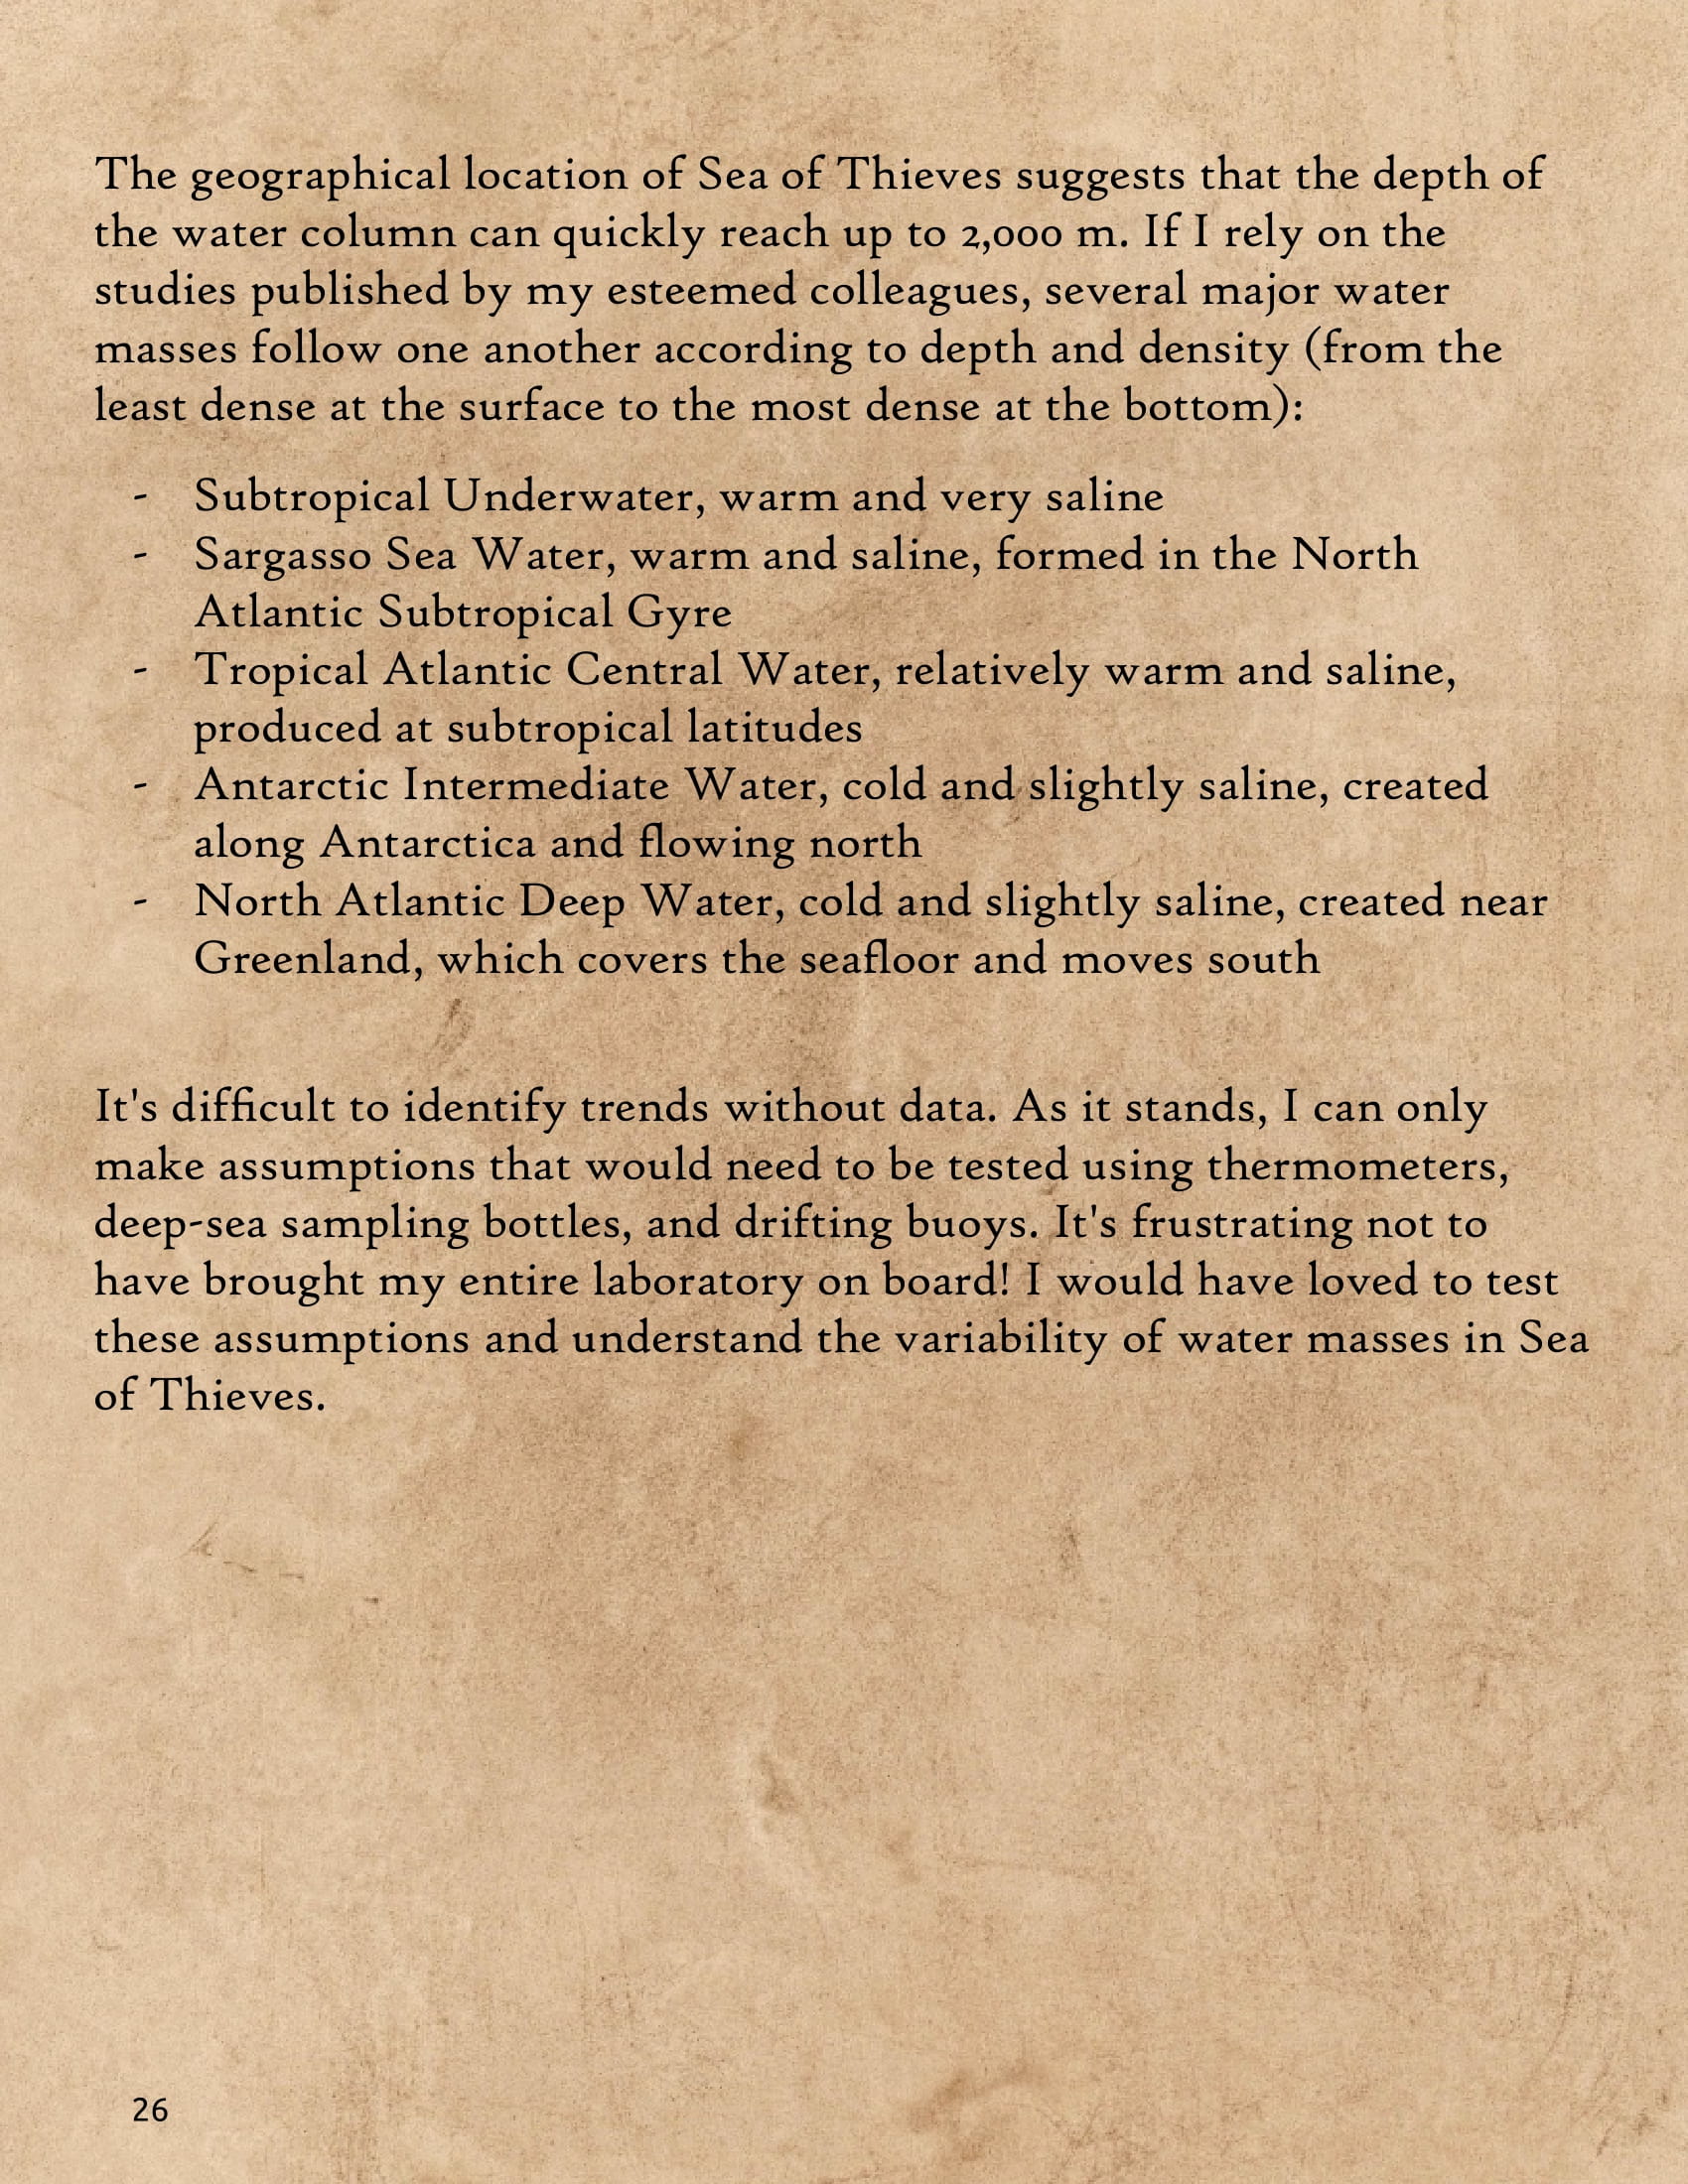 The geographical location of Sea of Thieves suggests that the depth of
the water column can quickly reach up to 2,000 m. If I rely on the
studies published by my esteemed colleagues, several major water
masses follow one another according to depth and density (from the
least dense at the surface to the most dense at the bottom):
- Subtropical Underwater, warm and very saline
- Sargasso Sea Water, warm and saline, formed in the North
Atlantic Subtropical Gyre
- Tropical Atlantic Central Water, relatively warm and saline,
produced at subtropical latitudes
- Antarctic Intermediate Water, cold and slightly saline, created
along Antarctica and flowing north
- North Atlantic Deep Water, cold and slightly saline, created near
Greenland, which covers the seafloor and moves south
It's difficult to identify trends without data. As it stands, I can only
make assumptions that would need to be tested using thermometers,
deep-sea sampling bottles, and drifting buoys. It's frustrating not to
have brought my entire laboratory on board! I would have loved to test
these assumptions and understand the variability of water masses in Sea
of Thieves.
26